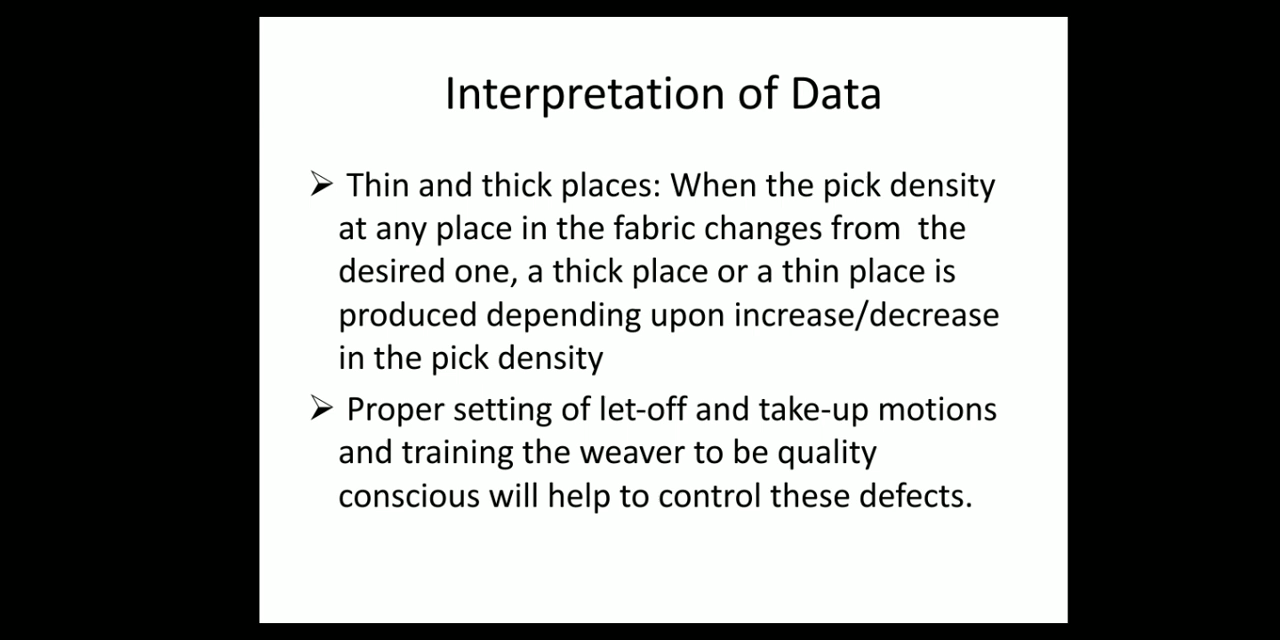 Interpretation of Data
➢ Thin and thick places: When the pick density
at any place in the fabric changes from  the
desired one, a thick place or a thin place is
produced depending upon increase/decrease
in the pick density
➢ Proper setting of let-off and take-up motions
and training the weaver to be quality
conscious will help to control these defects.